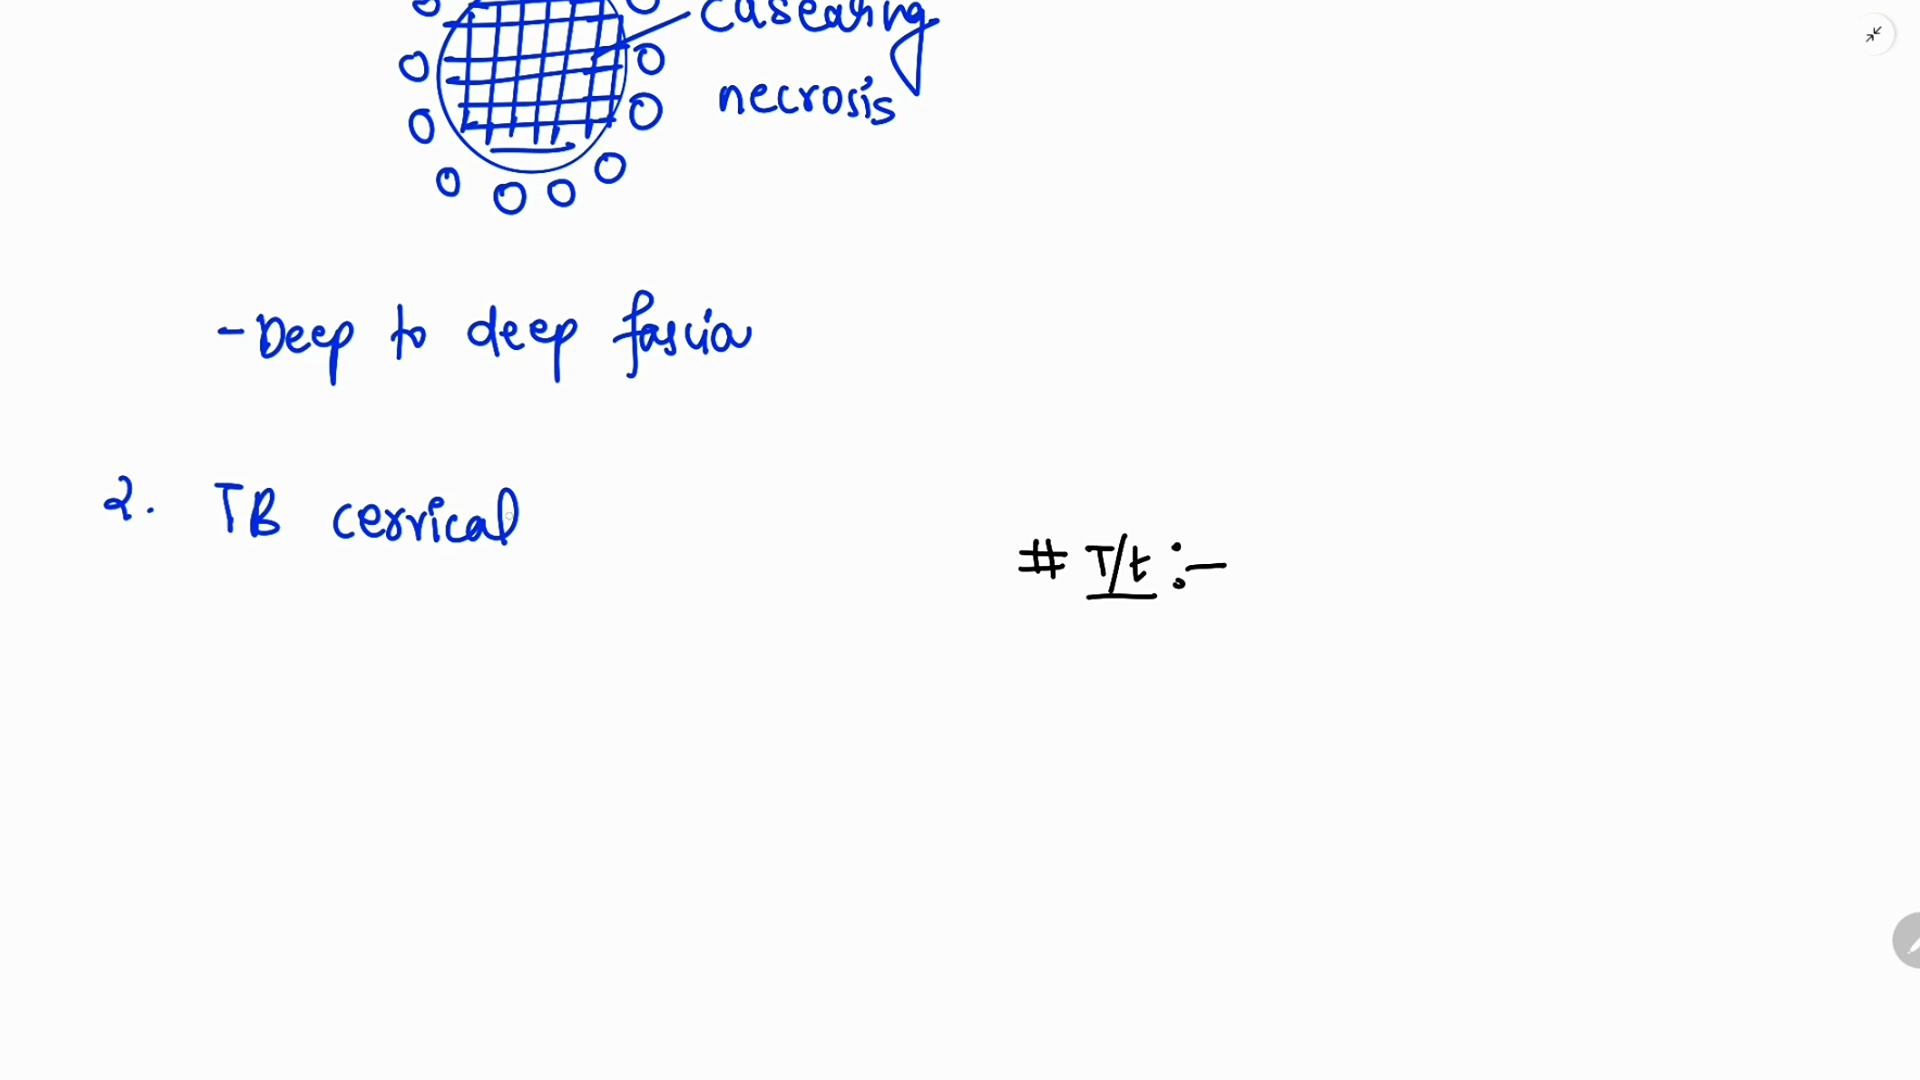 caseating
necrosis
- Deep to deep fascia
2. TB cervical
# T/t :-